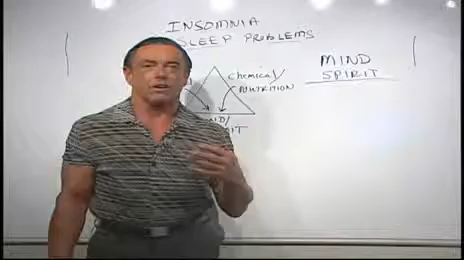 INSOMNIA
SLEEP PROBLEMS
MIND
SPIRIT
Chemical/
NUTRITION